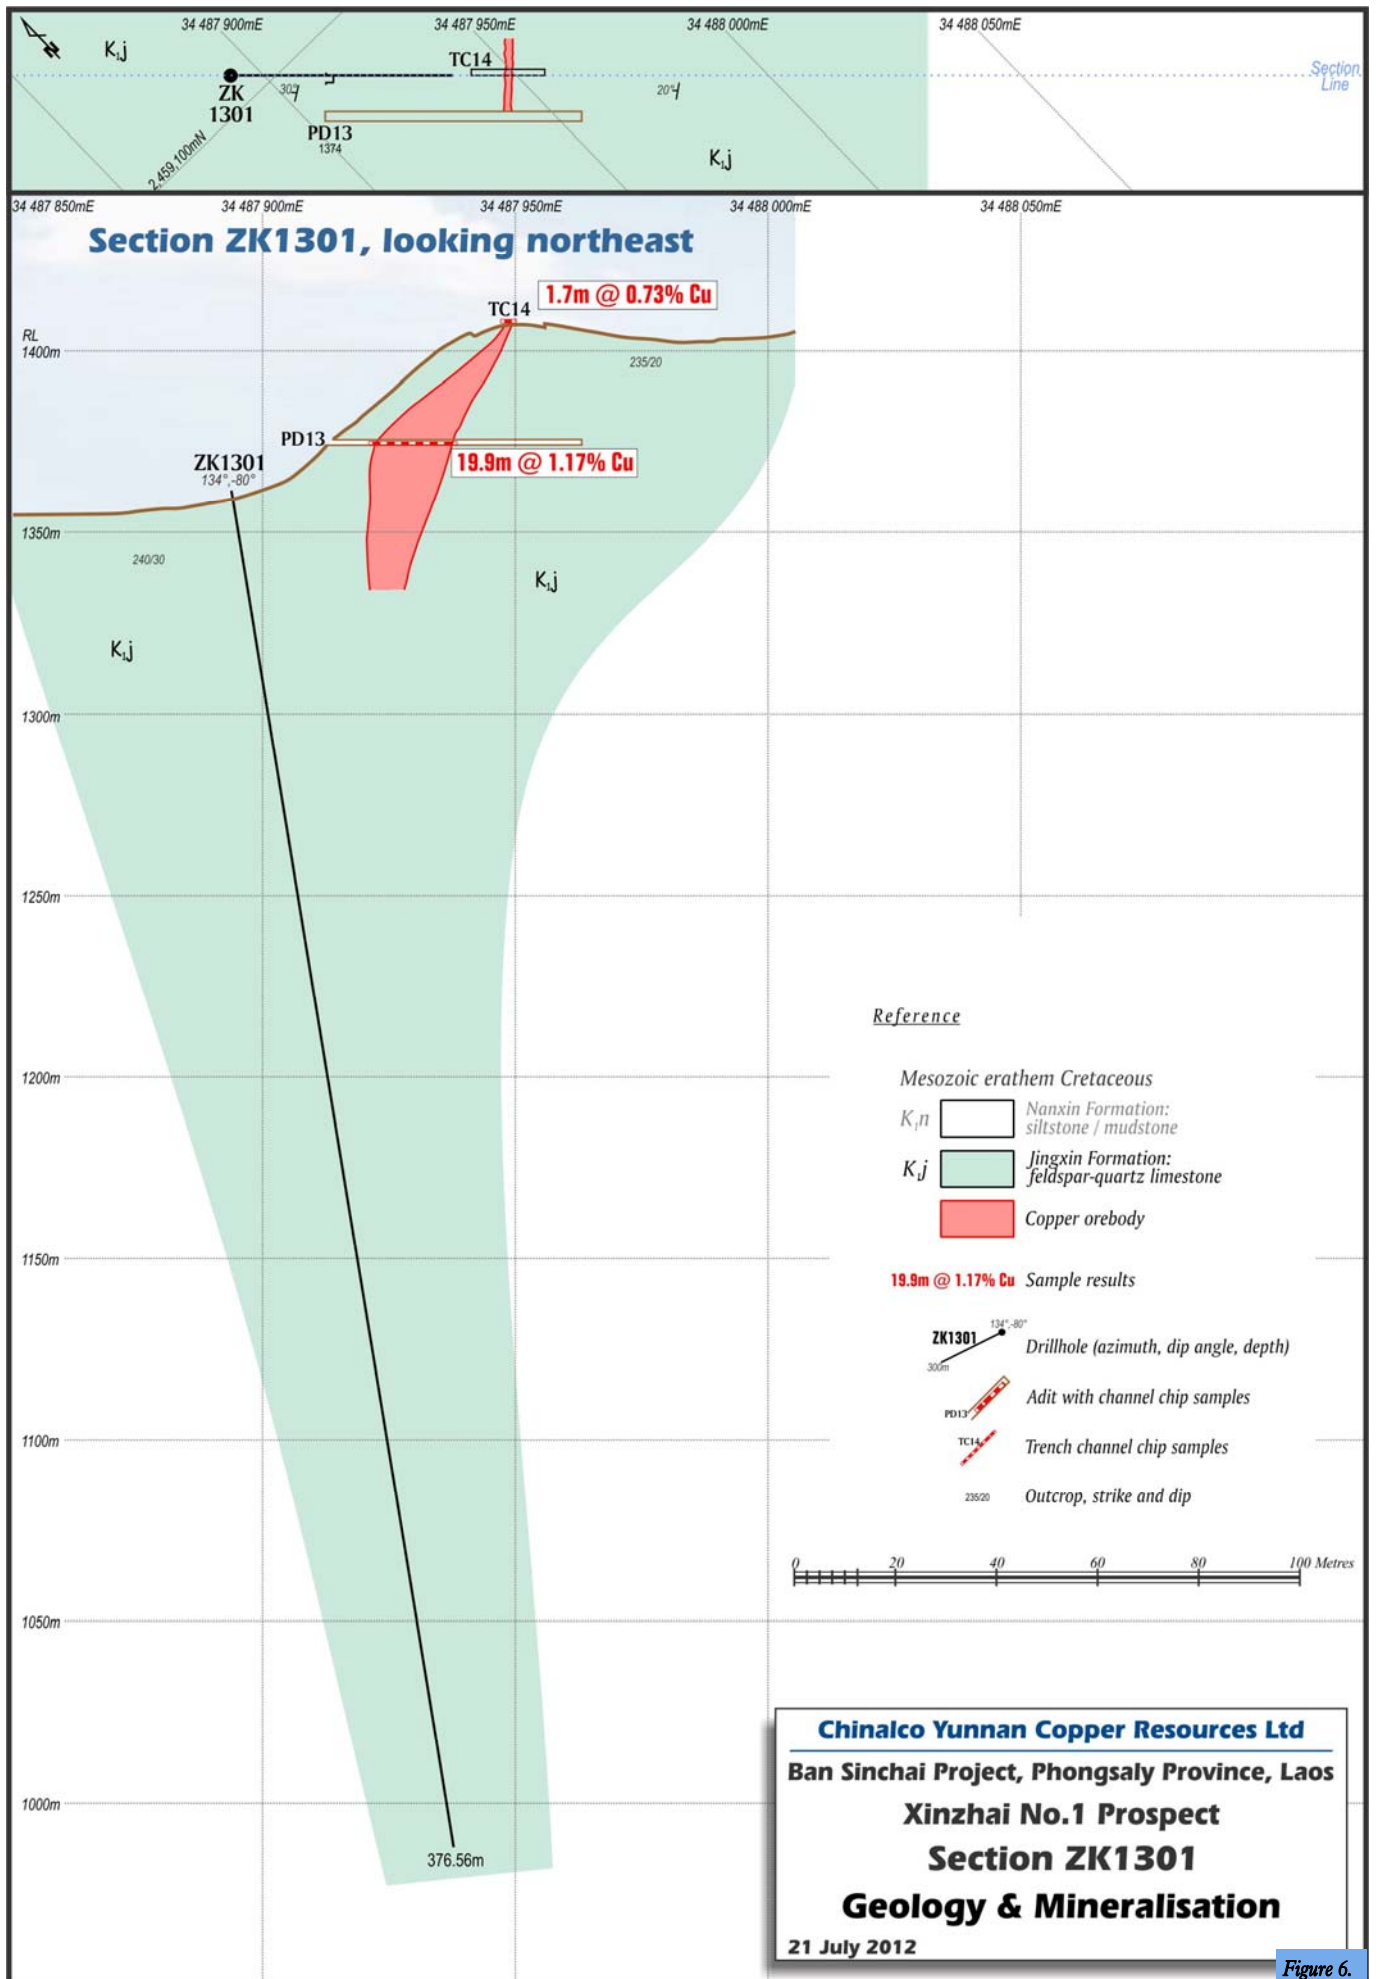 34 487 900mE
34 487 950mE
34 488 000mE
34 488 050mE
N
K₁j
TC14
Section
Line
ZK
1301
30°
20°
PD13
1374
2,459,100mN
K₁j
34 487 850mE
34 487 900mE
34 487 950mE
34 488 000mE
34 488 050mE
Section ZK1301, looking northeast
1.7m @ 0.73% Cu
TC14
RL
1400m
235/20
PD13
ZK1301
134°,-80°
19.9m @ 1.17% Cu
1350m
240/30
K₁j
K₁j
1300m
1250m
1200m
1150m
1100m
1050m
1000m
376.56m
Reference
Mesozoic erathem Cretaceous
K₁n
Nanxin Formation:
siltstone / mudstone
K₁j
Jingxin Formation:
feldspar-quartz limestone
Copper orebody
19.9m @ 1.17% Cu Sample results
134°,-80°
ZK1301
300m
Drillhole (azimuth, dip angle, depth)
PD13
Adit with channel chip samples
TC14
Trench channel chip samples
235/20
Outcrop, strike and dip
0 20 40 60 80 100 Metres
Chinalco Yunnan Copper Resources Ltd
Ban Sinchai Project, Phongsaly Province, Laos
Xinzhai No.1 Prospect
Section ZK1301
Geology & Mineralisation
21 July 2012
Figure 6.